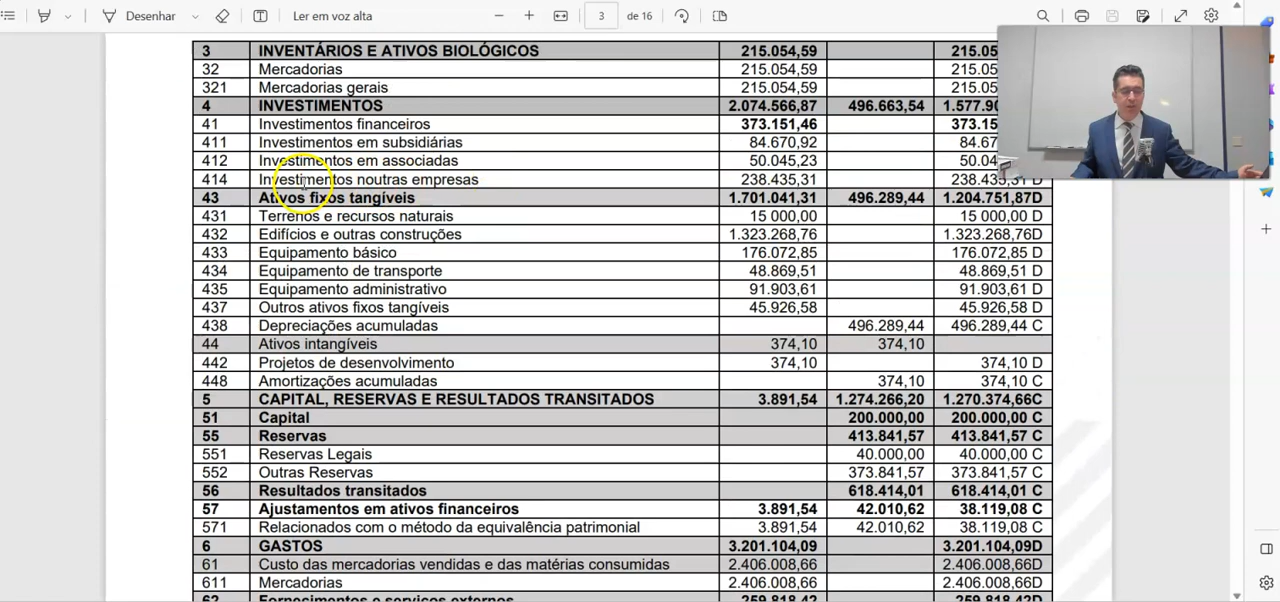 Desenhar Ler em voz alta 3 de 16
3 INVENTÁRIOS E ATIVOS BIOLÓGICOS 215.054,59
32 Mercadorias 215.054,59
321 Mercadorias gerais 215.054,59
4 INVESTIMENTOS 2.074.566,87 496.663,54
41 Investimentos financeiros 373.151,46
411 Investimentos em subsidiárias 84.670,92
412 Investimentos em associadas 50.045,23
414 Investimentos noutras empresas 238.435,31 238.435,31 D
43 Ativos fixos tangíveis 1.701.041,31 496.289,44 1.204.751,87D
431 Terrenos e recursos naturais 15 000,00 15 000,00 D
432 Edifícios e outras construções 1.323.268,76 1.323.268,76D
433 Equipamento básico 176.072,85 176.072,85 D
434 Equipamento de transporte 48.869,51 48.869,51 D
435 Equipamento administrativo 91.903,61 91.903,61 D
437 Outros ativos fixos tangíveis 45.926,58 45.926,58 D
438 Depreciações acumuladas 496.289,44 496.289,44 C
44 Ativos intangíveis 374,10 374,10
442 Projetos de desenvolvimento 374,10 374,10 D
448 Amortizações acumuladas 374,10 374,10 C
5 CAPITAL, RESERVAS E RESULTADOS TRANSITADOS 3.891,54 1.274.266,20 1.270.374,66C
51 Capital 200.000,00 200.000,00 C
55 Reservas 413.841,57 413.841,57 C
551 Reservas Legais 40.000,00 40.000,00 C
552 Outras Reservas 373.841,57 373.841,57 C
56 Resultados transitados 618.414,01 618.414,01 C
57 Ajustamentos em ativos financeiros 3.891,54 42.010,62 38.119,08 C
571 Relacionados com o método da equivalência patrimonial 3.891,54 42.010,62 38.119,08 C
6 GASTOS 3.201.104,09 3.201.104,09D
61 Custo das mercadorias vendidas e das matérias consumidas 2.406.008,66 2.406.008,66D
611 Mercadorias 2.406.008,66 2.406.008,66D
62 Fornecimentos e serviços externos 259.818,42 259.818,42D